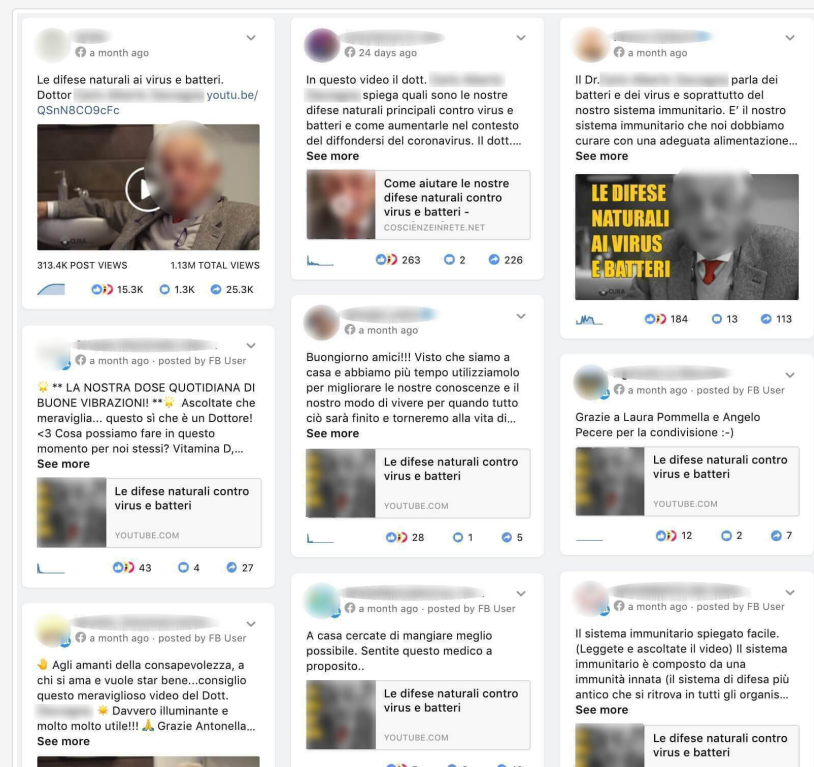 a month ago
Le difese naturali ai virus e batteri.
Dottor youtu.be/
QSnN8CO9cFc
313.4K POST VIEWS 1.13M TOTAL VIEWS
15.3K 1.3K 25.3K
a month ago · posted by FB User
** LA NOSTRA DOSE QUOTIDIANA DI
BUONE VIBRAZIONI! ** Ascoltate che
meraviglia... questo sì che è un Dottore!
<3 Cosa possiamo fare in questo
momento per noi stessi? Vitamina D,...
See more
Le difese naturali contro
virus e batteri
YOUTUBE.COM
43 4 27
a month ago · posted by FB User
Agli amanti della consapevolezza, a
chi si ama e vuole star bene...consiglio
questo meraviglioso video del Dott.
Davvero illuminante e
molto molto utile!!! Grazie Antonella...
See more
24 days ago
In questo video il dott.
spiega quali sono le nostre
difese naturali principali contro virus e
batteri e come aumentarle nel contesto
del diffondersi del coronavirus. Il dott....
See more
Come aiutare le nostre
difese naturali contro
virus e batteri -
COSCIENZEINRETE.NET
263 2 226
a month ago
Buongiorno amici!!! Visto che siamo a
casa e abbiamo più tempo utilizziamolo
per migliorare le nostre conoscenze e il
nostro modo di vivere per quando tutto
ciò sarà finito e torneremo alla vita di...
See more
Le difese naturali contro
virus e batteri
YOUTUBE.COM
28 1 5
a month ago · posted by FB User
A casa cercate di mangiare meglio
possibile. Sentite questo medico a
proposito..
Le difese naturali contro
virus e batteri
YOUTUBE.COM
a month ago
Il Dr. parla dei
batteri e dei virus e soprattutto del
nostro sistema immunitario. E' il nostro
sistema immunitario che noi dobbiamo
curare con una adeguata alimentazione...
See more
LE DIFESE
NATURALI
AI VIRUS
E BATTERI
184 13 113
a month ago · posted by FB User
Grazie a Laura Pommella e Angelo
Pecere per la condivisione :-)
Le difese naturali contro
virus e batteri
YOUTUBE.COM
12 2 7
a month ago · posted by FB User
Il sistema immunitario spiegato facile.
(Leggete e ascoltate il video) Il sistema
immunitario è composto da una
immunità innata (il sistema di difesa più
antico che si ritrova in tutti gli organis...
See more
Le difese naturali contro
virus e batteri